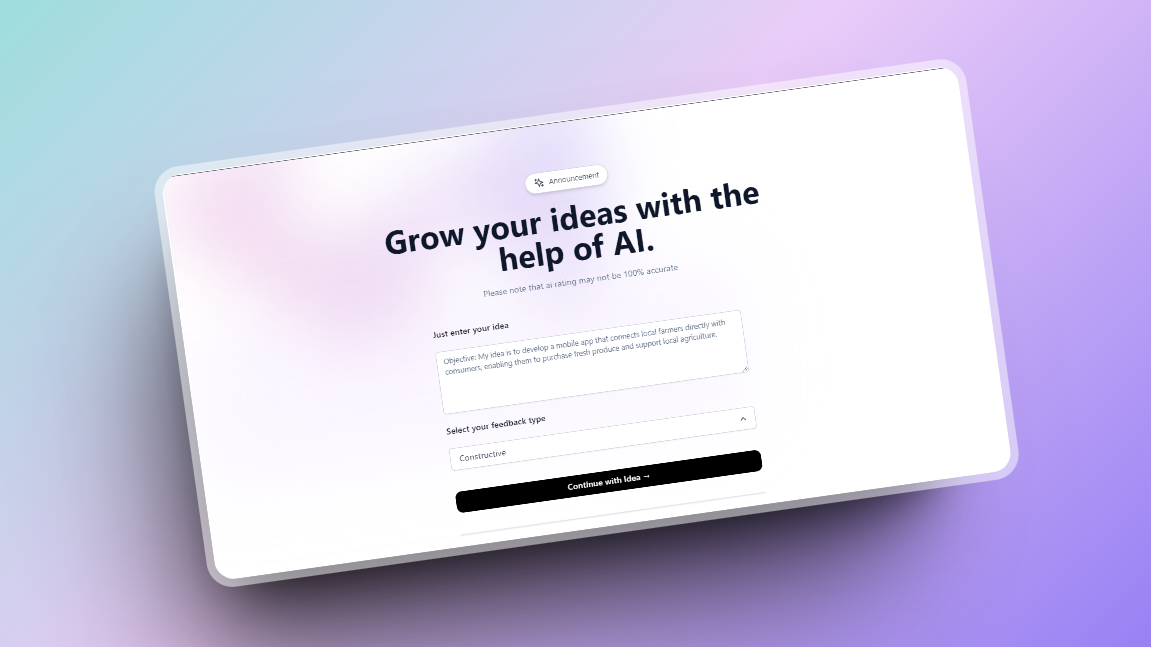 Announcement
Grow your ideas with the
help of AI.
Please note that ai rating may not be 100% accurate
Just enter your idea
Objective: My idea is to develop a mobile app that connects local farmers directly with
consumers, enabling them to purchase fresh produce and support local agriculture.
Select your feedback type
Constructive
Continue with Idea →